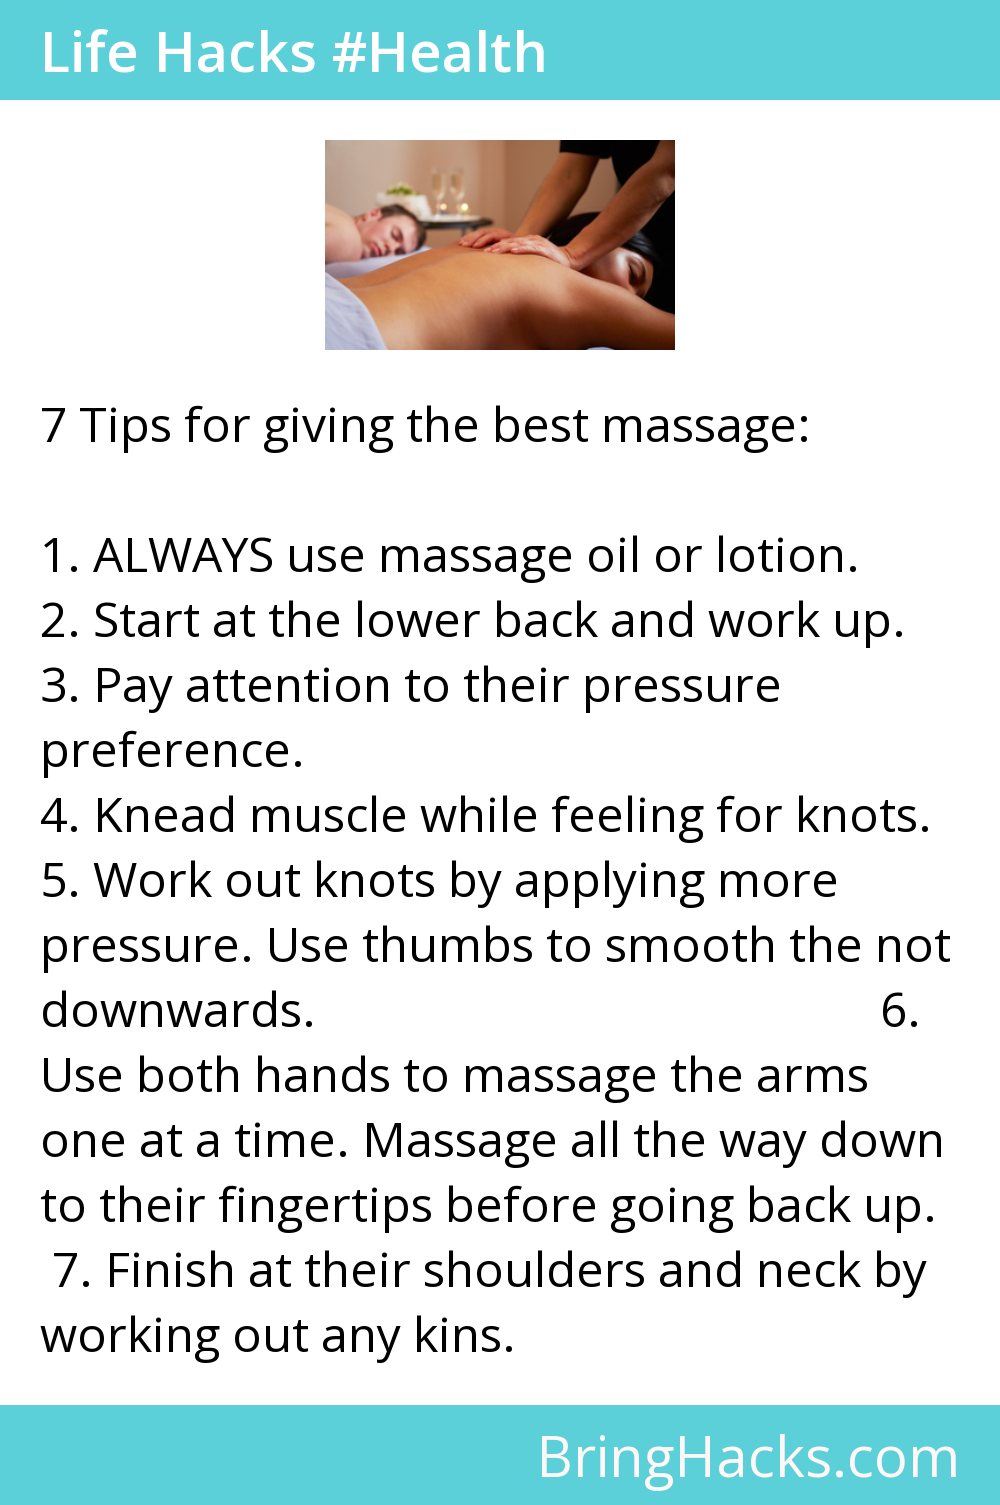 Life Hacks #Health
7 Tips for giving the best massage:
1. ALWAYS use massage oil or lotion.
2. Start at the lower back and work up.
3. Pay attention to their pressure
preference.
4. Knead muscle while feeling for knots.
5. Work out knots by applying more
pressure. Use thumbs to smooth the not
downwards. 6.
Use both hands to massage the arms
one at a time. Massage all the way down
to their fingertips before going back up.
7. Finish at their shoulders and neck by
working out any kins.
BringHacks.com